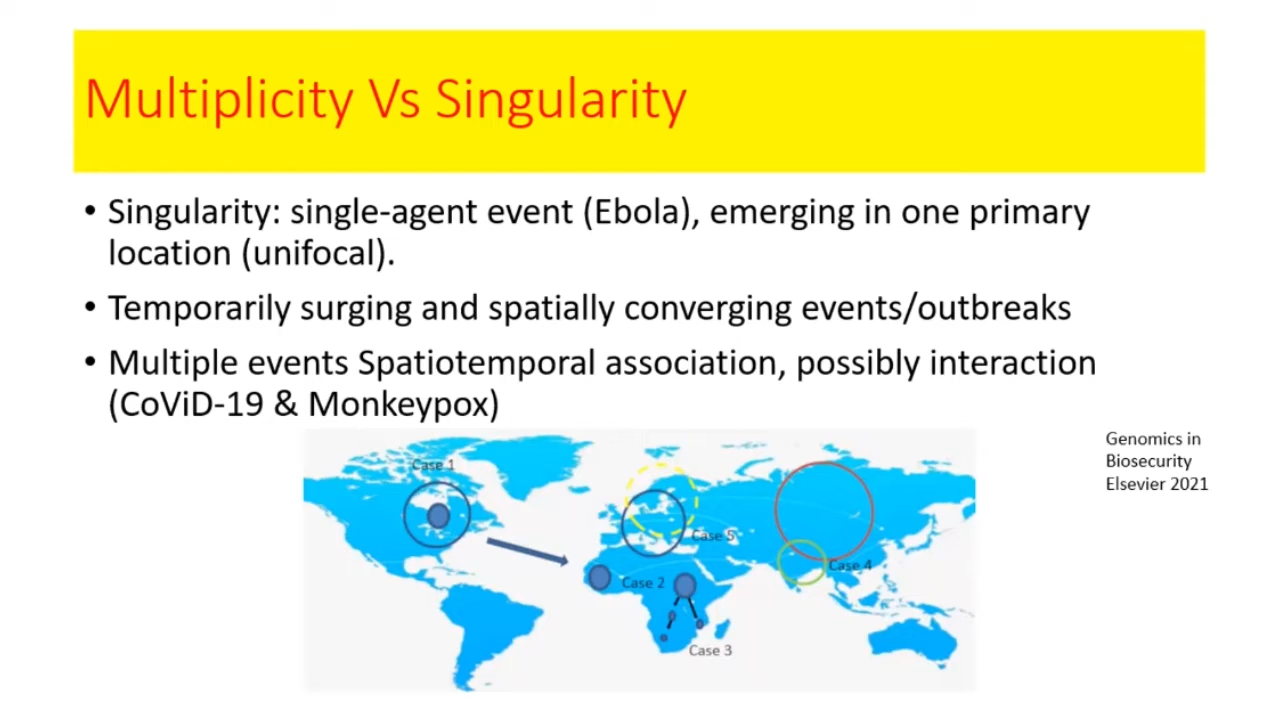 Multiplicity Vs Singularity
• Singularity: single-agent event (Ebola), emerging in one primary
location (unifocal).
• Temporarily surging and spatially converging events/outbreaks
• Multiple events Spatiotemporal association, possibly interaction
(CoViD-19 & Monkeypox)
Genomics in
Biosecurity
Elsevier 2021
Case 1
Case 5
Case 4
Case 2
Case 3